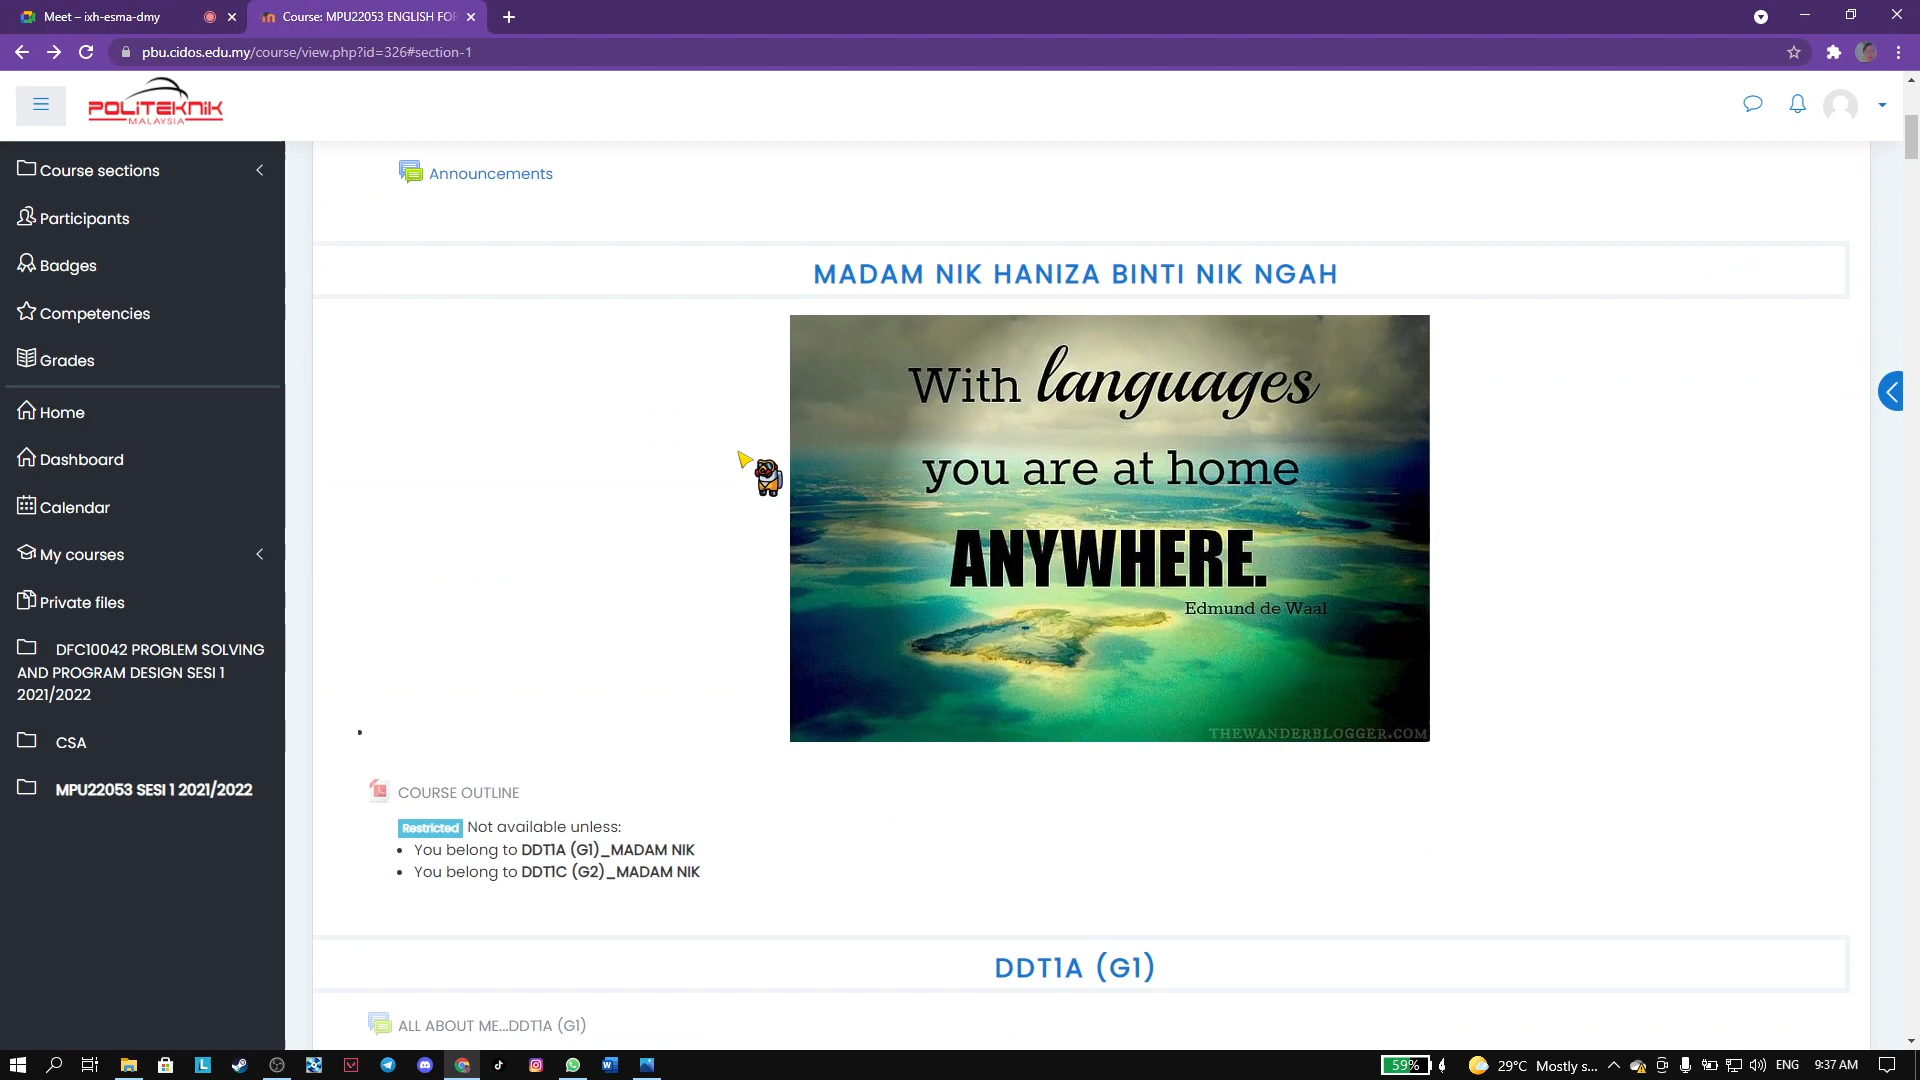 Meet – ixh-esma-dmy
Course: MPU22053 ENGLISH FOR
pbu.cidos.edu.my/course/view.php?id=326#section-1
POLITEKNIK
MALAYSIA
Course sections
Participants
Badges
Competencies
Grades
Home
Dashboard
Calendar
My courses
Private files
DFC10042 PROBLEM SOLVING
AND PROGRAM DESIGN SESI 1
2021/2022
CSA
MPU22053 SESI 1 2021/2022
Announcements
MADAM NIK HANIZA BINTI NIK NGAH
With languages
you are at home
ANYWHERE.
Edmund de Waal
THEWANDERBLOGGER.COM
COURSE OUTLINE
Restricted Not available unless:
You belong to DDT1A (G1)_MADAM NIK
You belong to DDT1C (G2)_MADAM NIK
DDT1A (G1)
ALL ABOUT ME...DDT1A (G1)
59% 29°C Mostly s... ENG 9:37 AM